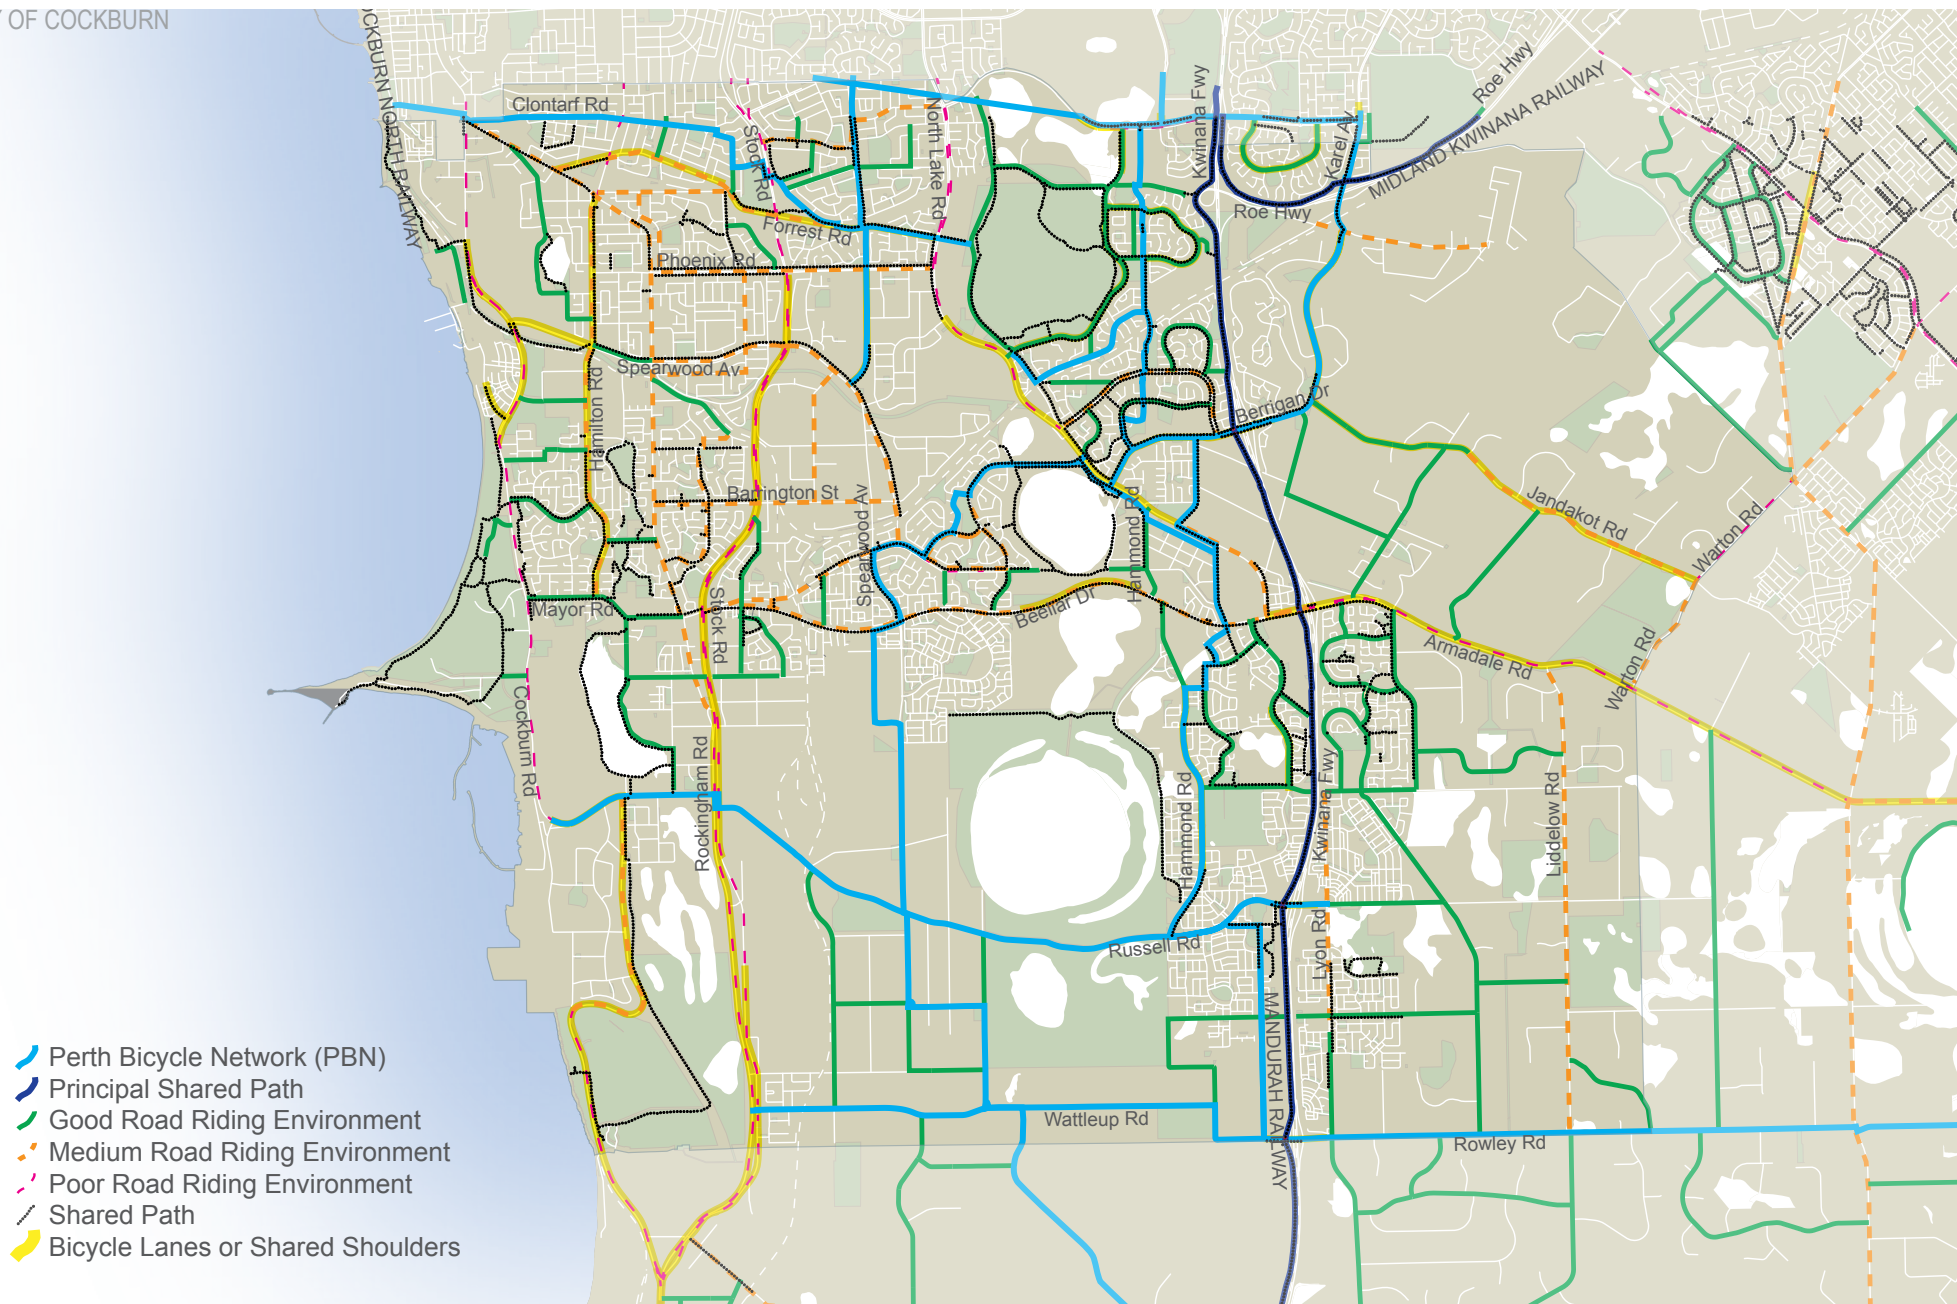 Y OF COCKBURN
OCKBURN NORTH RAILWAY
Clontarf Rd
Stock Rd
North Lake Rd
Kwinana Fwy
Karel Av
Roe Hwy
MIDLAND KWINANA RAILWAY
Roe Hwy
Forrest Rd
Phoenix Rd
Spearwood Av
Hamilton Rd
Berrigan Dr
Barrington St
Spearwood Av
Hammond Rd
Jandakot Rd
Warton Rd
Mayor Rd
Stock Rd
Beeliar Dr
Armadale Rd
Warton Rd
Cockburn Rd
Rockingham Rd
Hammond Rd
Kwinana Fwy
Liddelow Rd
Russell Rd
Lyon Rd
MANDURAH RAILWAY
Wattleup Rd
Rowley Rd
Perth Bicycle Network (PBN)
Principal Shared Path
Good Road Riding Environment
Medium Road Riding Environment
Poor Road Riding Environment
Shared Path
Bicycle Lanes or Shared Shoulders